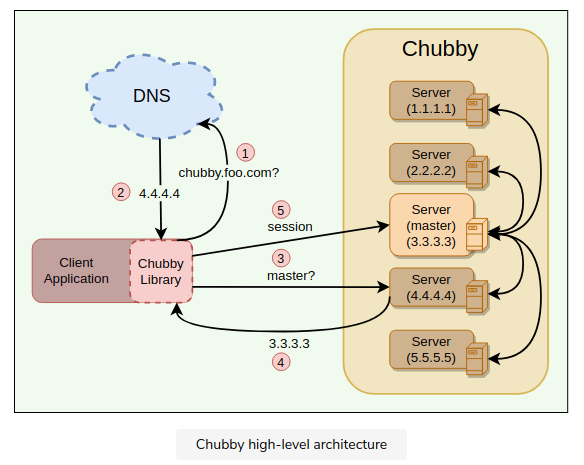 Chubby
DNS
Server
(1.1.1.1)
1
chubby.foo.com?
Server
(2.2.2.2)
2
4.4.4.4
5
session
Server
(master)
(3.3.3.3)
Client
Application
Chubby
Library
3
master?
Server
(4.4.4.4)
3.3.3.3
4
Server
(5.5.5.5)
Chubby high-level architecture